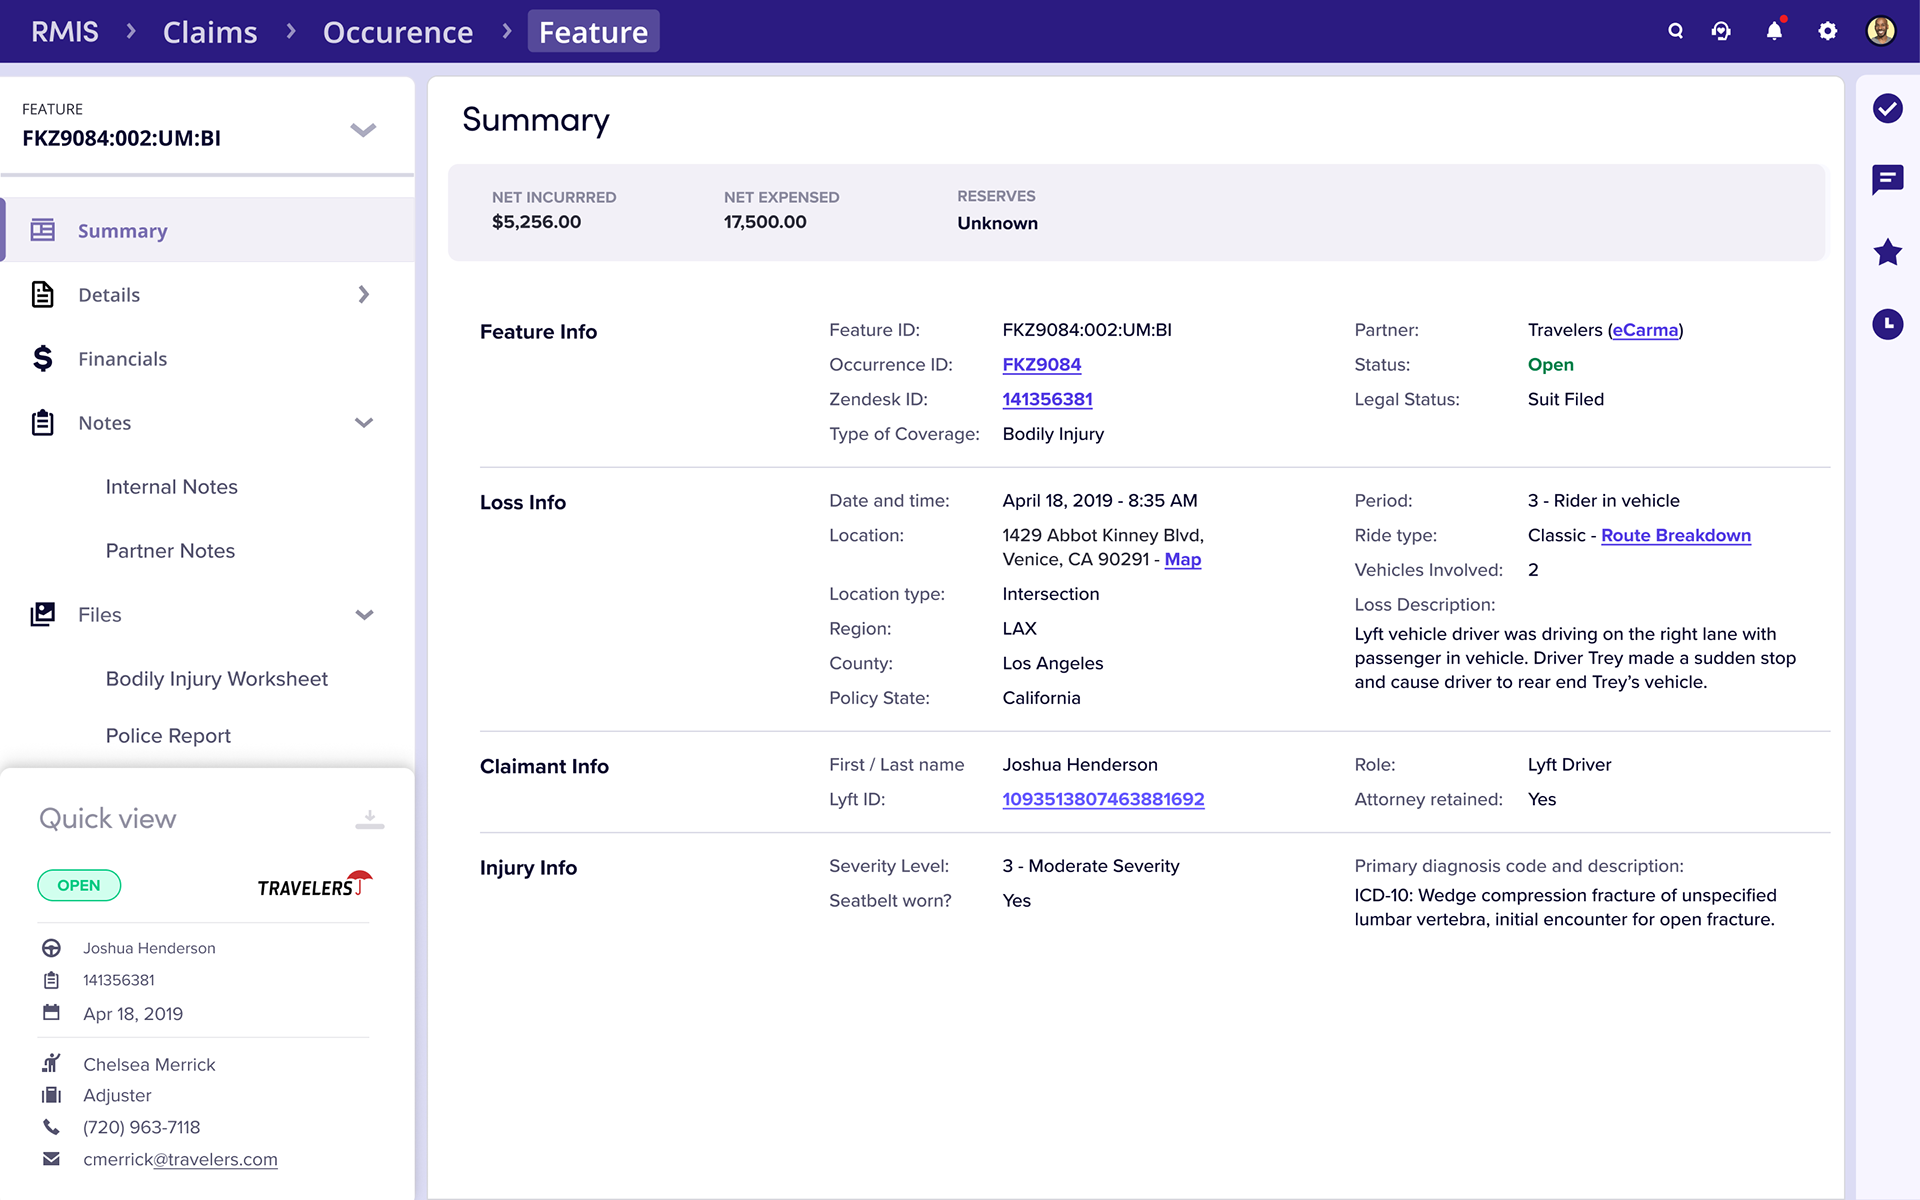 RMIS
Claims
Occurence
Feature
FEATURE
FKZ9084:002:UM:BI
Summary
Details
Financials
Notes
Internal Notes
Partner Notes
Files
Bodily Injury Worksheet
Police Report
Quick view
OPEN
TRAVELERS
Joshua Henderson
141356381
Apr 18, 2019
Chelsea Merrick
Adjuster
(720) 963-7118
cmerrick@travelers.com
Summary
NET INCURRRED
$5,256.00
NET EXPENSED
17,500.00
RESERVES
Unknown
Feature Info
Feature ID: FKZ9084:002:UM:BI
Occurrence ID: FKZ9084
Zendesk ID: 141356381
Type of Coverage: Bodily Injury
Partner: Travelers (eCarma)
Status: Open
Legal Status: Suit Filed
Loss Info
Date and time: April 18, 2019 - 8:35 AM
Location: 1429 Abbot Kinney Blvd,
Venice, CA 90291 - Map
Location type: Intersection
Region: LAX
County: Los Angeles
Policy State: California
Period: 3 - Rider in vehicle
Ride type: Classic - Route Breakdown
Vehicles Involved: 2
Loss Description:
Lyft vehicle driver was driving on the right lane with
passenger in vehicle. Driver Trey made a sudden stop
and cause driver to rear end Trey’s vehicle.
Claimant Info
First / Last name Joshua Henderson
Lyft ID: 1093513807463881692
Role: Lyft Driver
Attorney retained: Yes
Injury Info
Severity Level: 3 - Moderate Severity
Seatbelt worn? Yes
Primary diagnosis code and description:
ICD-10: Wedge compression fracture of unspecified
lumbar vertebra, initial encounter for open fracture.